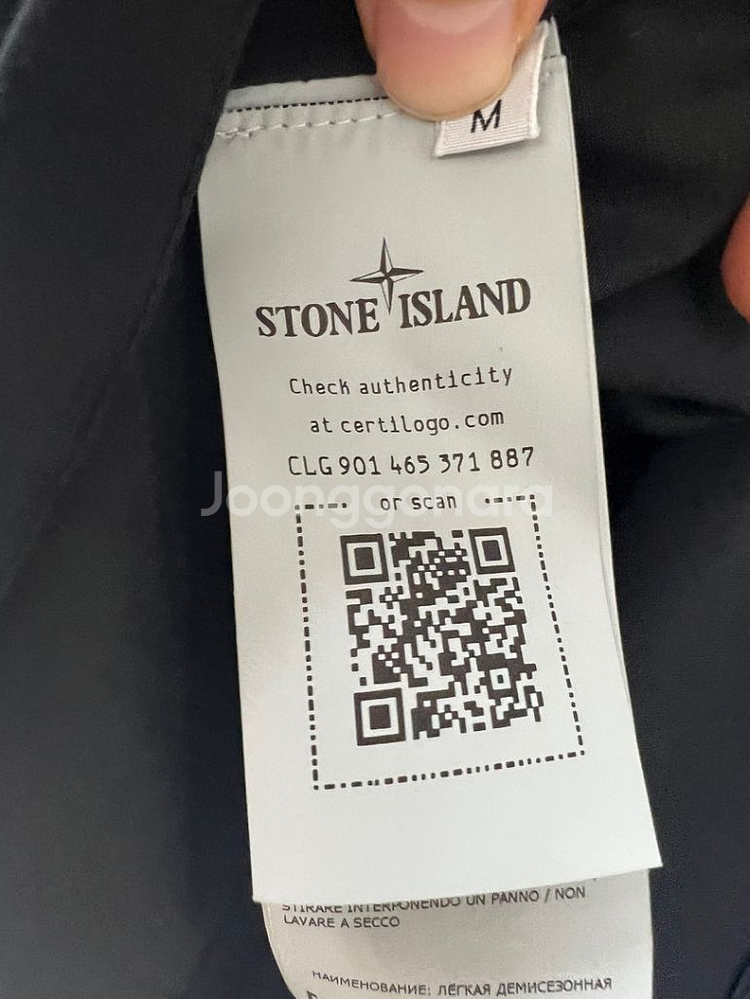 M
STONE ISLAND
Check authenticity
at certilogo.com
CLG 901 465 371 887
Joonggonara
or scan
STIRARE INTERPONENDO UN PANNO / NON
LAVARE A SECCO
НАИМЕНОВАНИЕ: ЛЁГКАЯ ДЕМИСЕЗОННАЯ